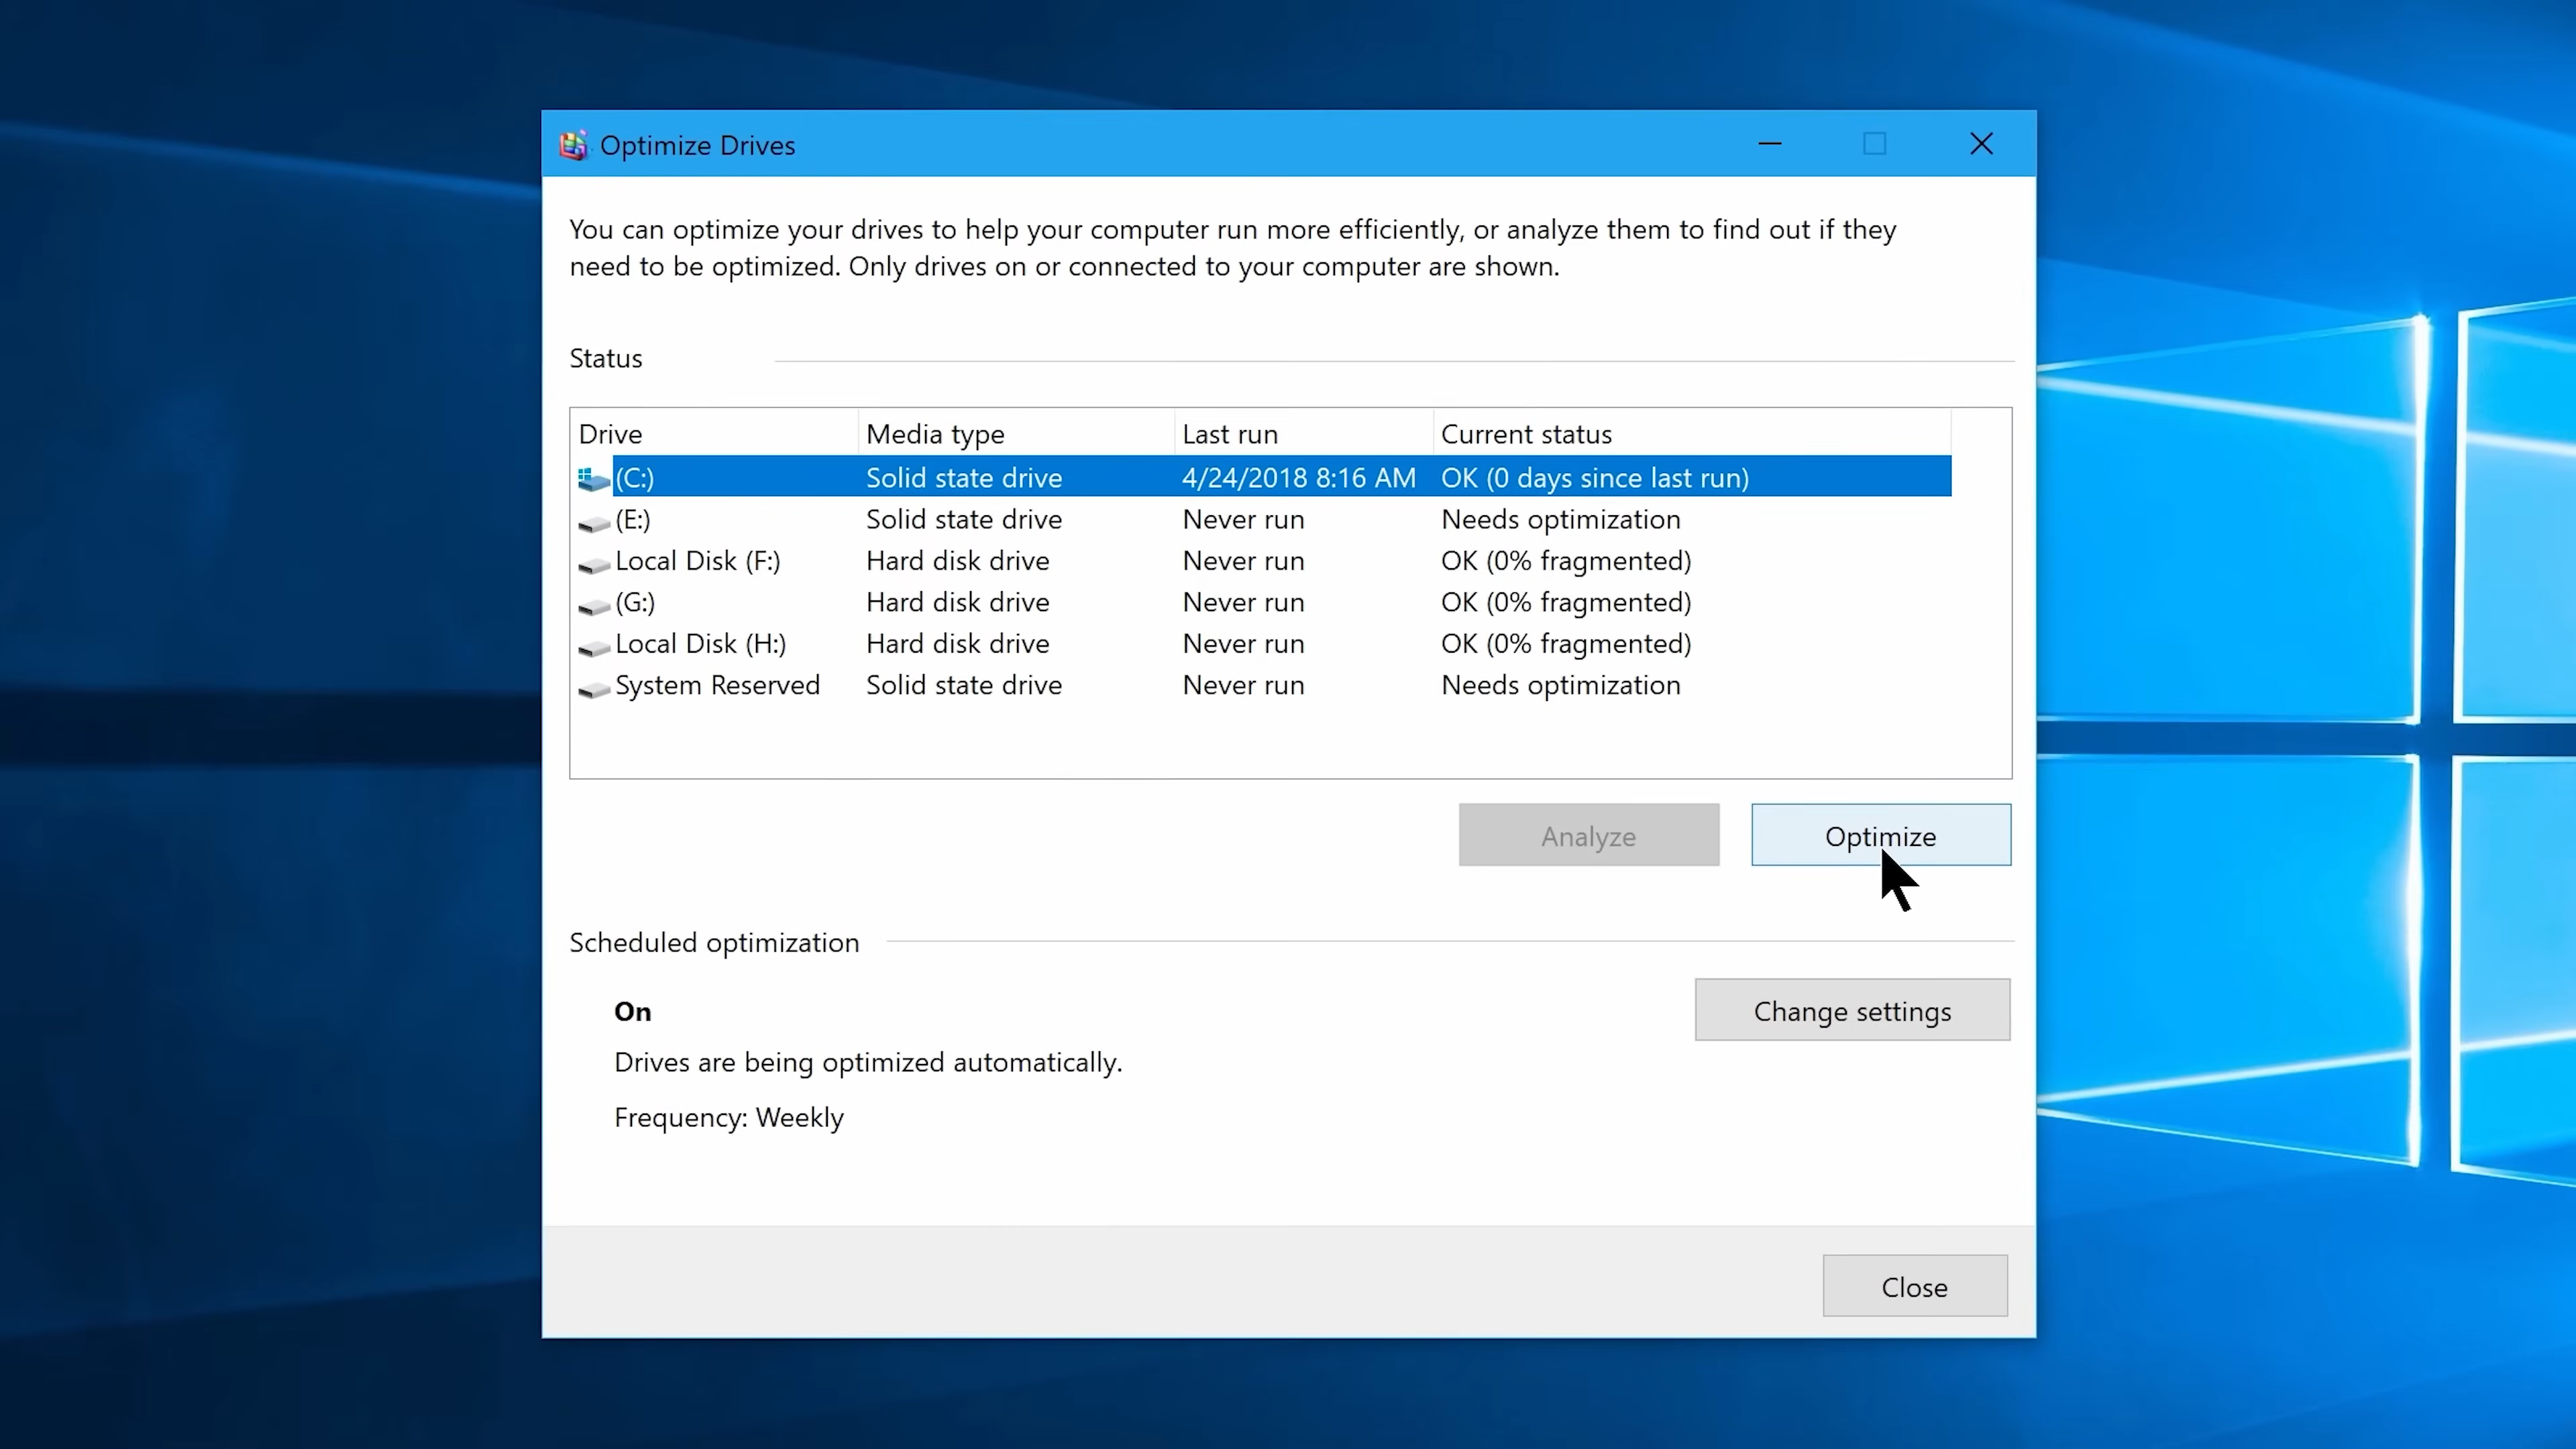 Optimize Drives
You can optimize your drives to help your computer run more efficiently, or analyze them to find out if they
need to be optimized. Only drives on or connected to your computer are shown.
Status
Drive Media type Last run Current status
(C:) Solid state drive 4/24/2018 8:16 AM OK (0 days since last run)
(E:) Solid state drive Never run Needs optimization
Local Disk (F:) Hard disk drive Never run OK (0% fragmented)
(G:) Hard disk drive Never run OK (0% fragmented)
Local Disk (H:) Hard disk drive Never run OK (0% fragmented)
System Reserved Solid state drive Never run Needs optimization
Analyze Optimize
Scheduled optimization
On Change settings
Drives are being optimized automatically.
Frequency: Weekly
Close